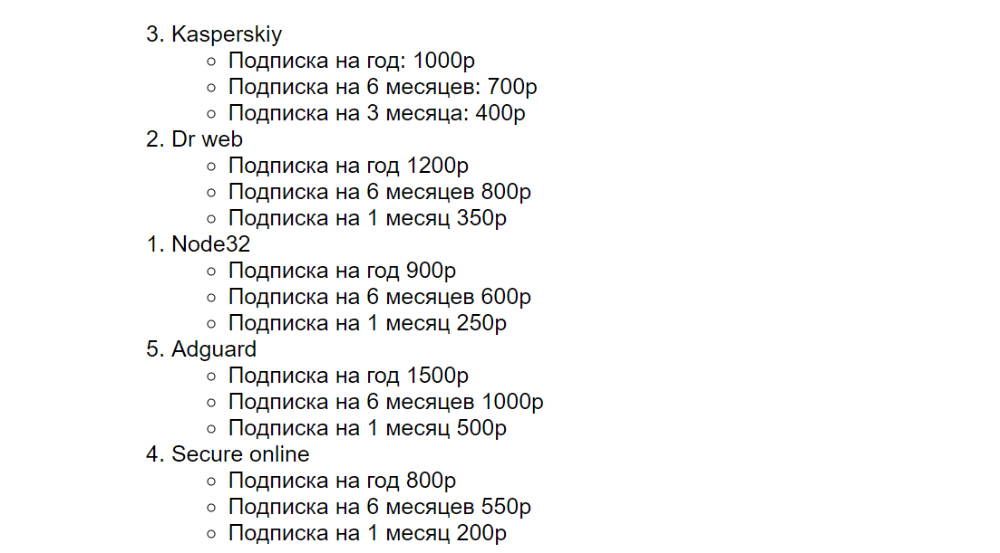 3. Kasperskiy
○ Подписка на год: 1000р
○ Подписка на 6 месяцев: 700р
○ Подписка на 3 месяца: 400р
2. Dr web
○ Подписка на год 1200р
○ Подписка на 6 месяцев 800р
○ Подписка на 1 месяц 350р
1. Node32
○ Подписка на год 900р
○ Подписка на 6 месяцев 600р
○ Подписка на 1 месяц 250р
5. Adguard
○ Подписка на год 1500р
○ Подписка на 6 месяцев 1000р
○ Подписка на 1 месяц 500р
4. Secure online
○ Подписка на год 800р
○ Подписка на 6 месяцев 550р
○ Подписка на 1 месяц 200р